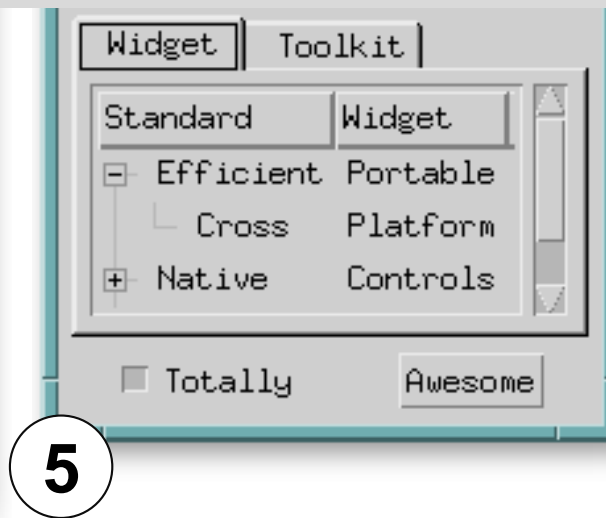 Widget Toolkit
Standard Widget
Efficient Portable
Cross Platform
Native Controls
Totally Awesome
5